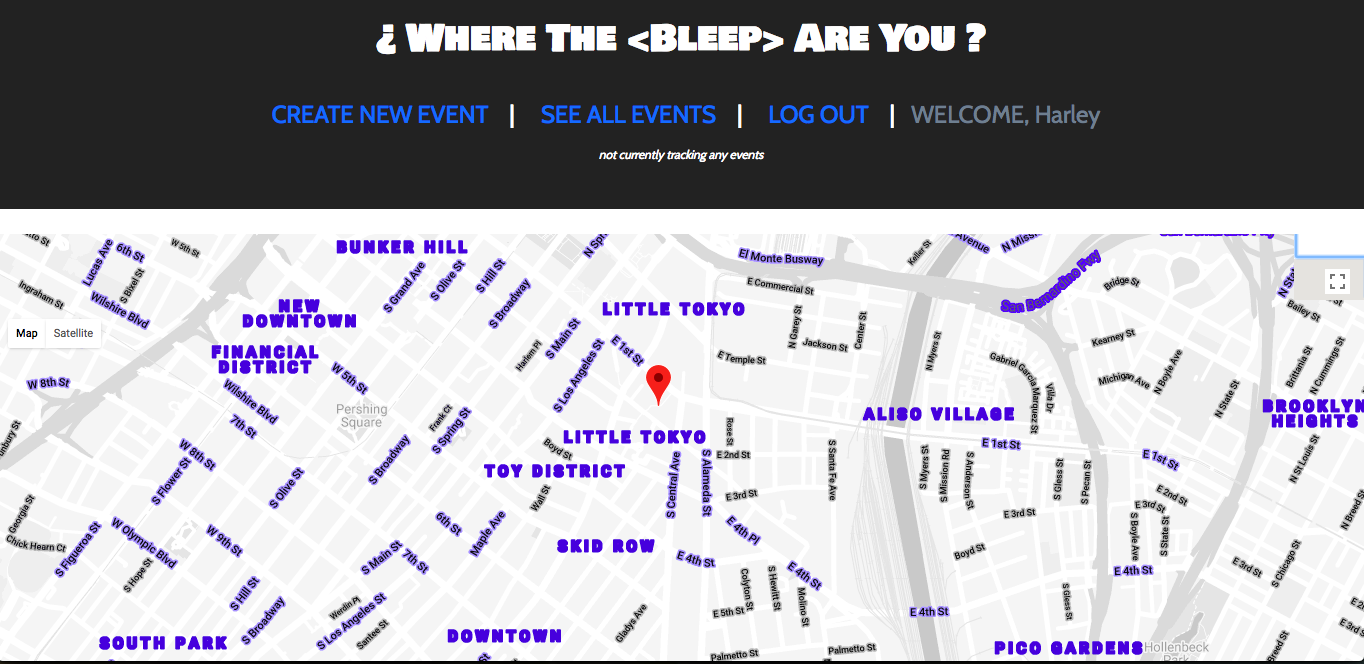 ¿ Where The <Bleep> Are You ?
CREATE NEW EVENT | SEE ALL EVENTS | LOG OUT | WELCOME, Harley
not currently tracking any events
BUNKER HILL
Lucas Ave
6th St
W 5th St
S Bixel St
Ingraham St
Wilshire Blvd
S Grand Ave
S Olive St
S Hill St
S Broadway
El Monte Busway
Keller St
Avenue
San Bernardino Fwy
Bridge St
E Commercial St
NEW
DOWNTOWN
LITTLE TOKYO
Map
Satellite
FINANCIAL
DISTRICT
Harlem Pl
S Main St
S Los Angeles St
E 1st St
E Temple St
N Garey St
Jackson St
Center St
N Myers St
Gabriel Garcia Marquez St
Villa Dr
Kearney St
Michigan Ave
N Boyle Ave
N State St
Bailey St
Brittania St
N Cummings St
W 8th St
W 5th St
Wilshire Blvd
7th St
Pershing
Square
Frank Ct
S Spring St
ALISO VILLAGE
BROOKLYN
HEIGHTS
LITTLE TOKYO
Rose St
E 2nd St
Boyd St
TOY DISTRICT
S Broadway
W 8th St
S Flower St
S Olive St
S Central Ave
S Alameda St
S Santa Fe Ave
E 1st St
E 1st St
S Myers St
S Mission Rd
S Anderson St
S Gless St
S Pecan St
N St Louis St
E 2nd St
E 3rd St
E 3rd St
E 3rd St
S Boyle Ave
S State St
N Breed St
Georgia St
Chick Hearn Ct
S Figueroa St
W Olympic Blvd
W 9th St
S Hope St
Wall St
6th St
Maple Ave
SKID ROW
E 4th Pl
E 4th St
E 4th St
Boyd St
E 4th St
E 3rd St
S Chicago St
S Main St
7th St
S Hill St
S Broadway
Werdin Pl
S Los Angeles St
Santee St
Colyton St
S Hewitt St
Molino St
E 5th St
E 4th St
S Gless St
Gladys Ave
SOUTH PARK
DOWNTOWN
Palmetto St
Palmetto St
PICO GARDENS
Hollenbeck
Park